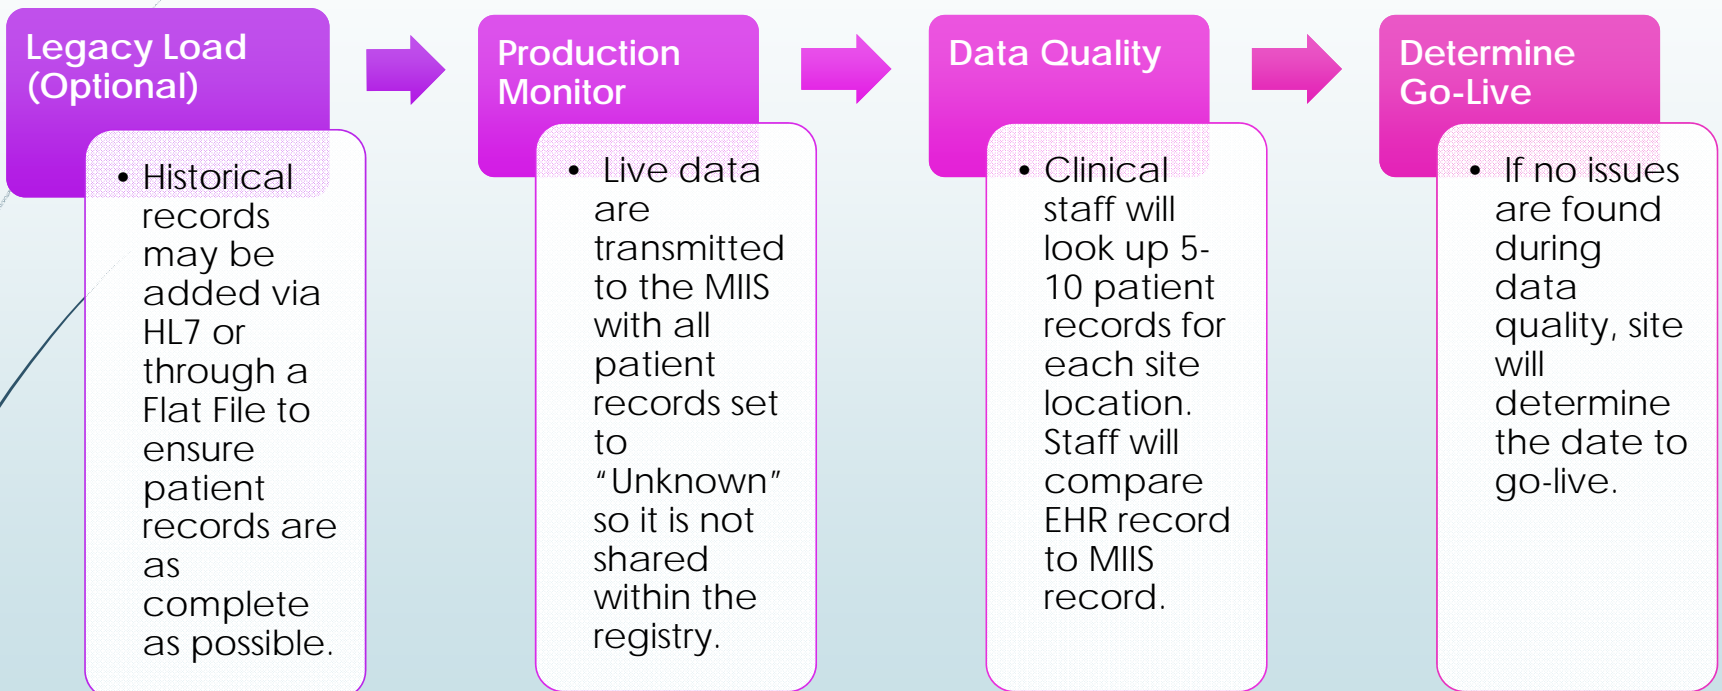 Legacy Load
(Optional)
• Historical
records
may be
added via
HL7 or
through a
Flat File to
ensure
patient
records are
as
complete
as possible.
Production
Monitor
• Live data
are
transmitted
to the MIIS
with all
patient
records set
to
“Unknown”
so it is not
shared
within the
registry.
Data Quality
• Clinical
staff will
look up 5-
10 patient
records for
each site
location.
Staff will
compare
EHR record
to MIIS
record.
Determine
Go-Live
• If no issues
are found
during
data
quality, site
will
determine
the date to
go-live.